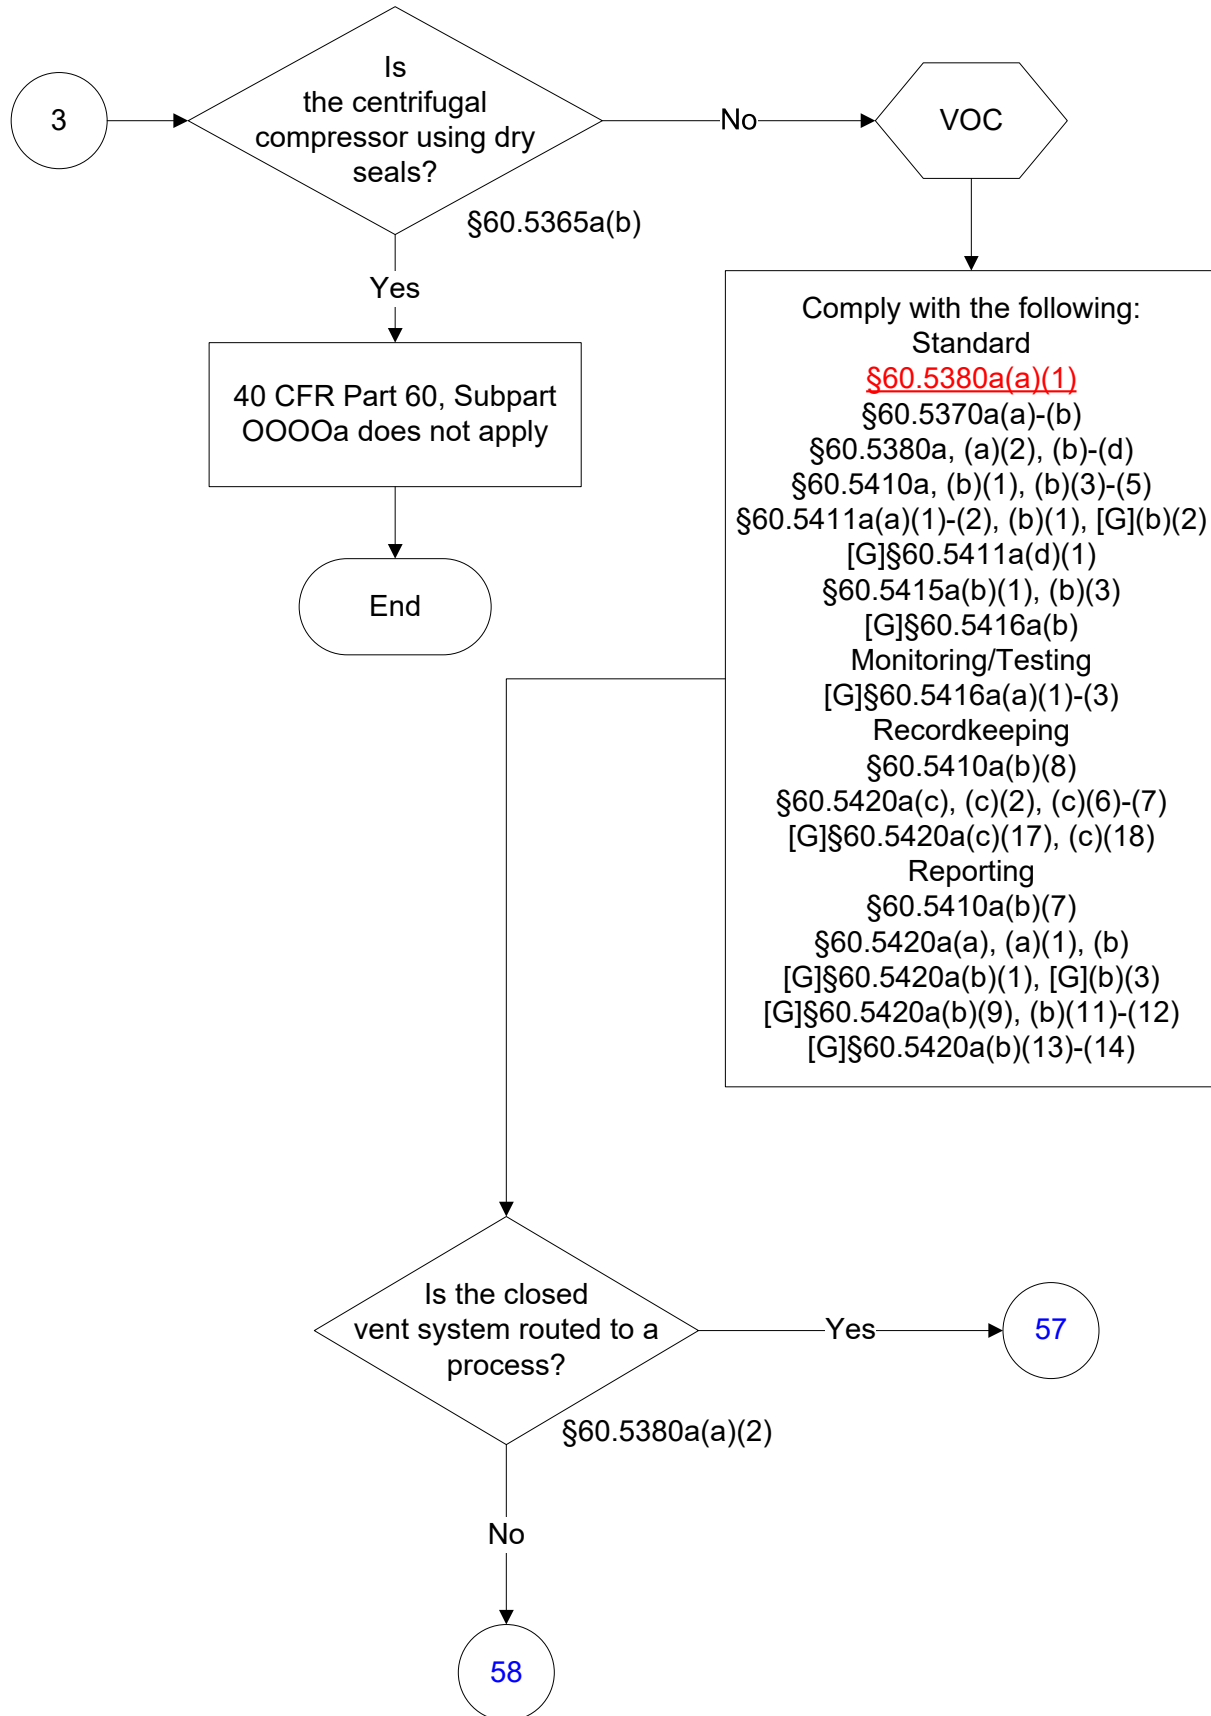 3
Is
the centrifugal
compressor using dry
seals?
§60.5365a(b)
No
VOC
Yes
40 CFR Part 60, Subpart
OOOOa does not apply
End
Comply with the following:
Standard
§60.5380a(a)(1)
§60.5370a(a)-(b)
§60.5380a, (a)(2), (b)-(d)
§60.5410a, (b)(1), (b)(3)-(5)
§60.5411a(a)(1)-(2), (b)(1), [G](b)(2)
[G]§60.5411a(d)(1)
§60.5415a(b)(1), (b)(3)
[G]§60.5416a(b)
Monitoring/Testing
[G]§60.5416a(a)(1)-(3)
Recordkeeping
§60.5410a(b)(8)
§60.5420a(c), (c)(2), (c)(6)-(7)
[G]§60.5420a(c)(17), (c)(18)
Reporting
§60.5410a(b)(7)
§60.5420a(a), (a)(1), (b)
[G]§60.5420a(b)(1), [G](b)(3)
[G]§60.5420a(b)(9), (b)(11)-(12)
[G]§60.5420a(b)(13)-(14)
Is the closed
vent system routed to a
process?
§60.5380a(a)(2)
Yes
57
No
58